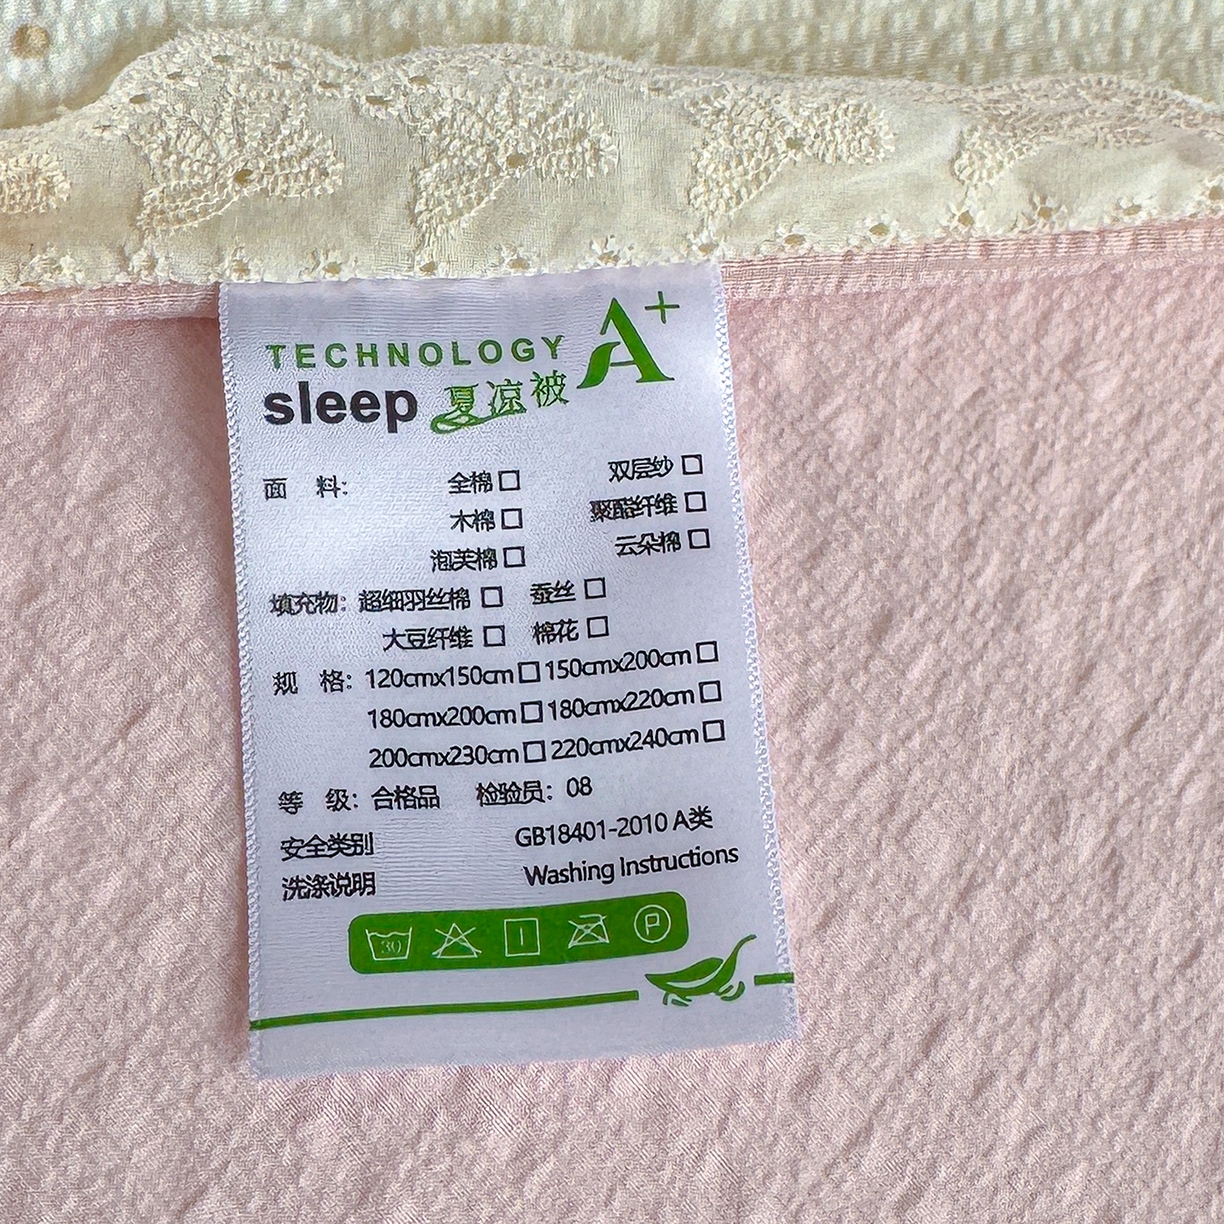 A+
TECHNOLOGY
sleep 夏凉被
面 料: 全棉 □ 双层纱 □
木棉 □ 聚酯纤维 □
泡芙棉 □ 云朵棉 □
填充物: 超细羽丝棉 □ 蚕丝 □
大豆纤维 □ 棉花 □
规 格: 120cmx150cm □ 150cmx200cm □
180cmx200cm □ 180cmx220cm □
200cmx230cm □ 220cmx240cm □
等 级: 合格品 检验员: 08
安全类别 GB18401-2010 A类
洗涤说明 Washing Instructions
30 P